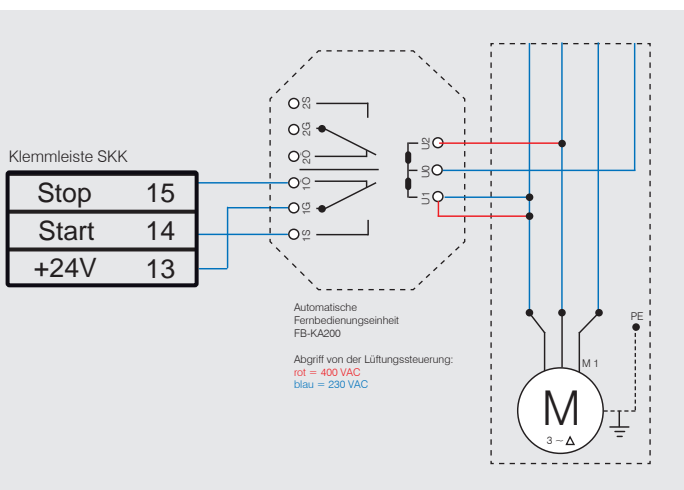 Klemmleiste SKK
Stop 15
Start 14
+24V 13
2S
2G
2O
1O
1G
1S
U2
U0
U1
Automatische
Fernbedienungseinheit
FB-KA200
Abgriff von der Lüftungssteuerung:
rot = 400 VAC
blau = 230 VAC
PE
M 1
M
3 ~ Δ